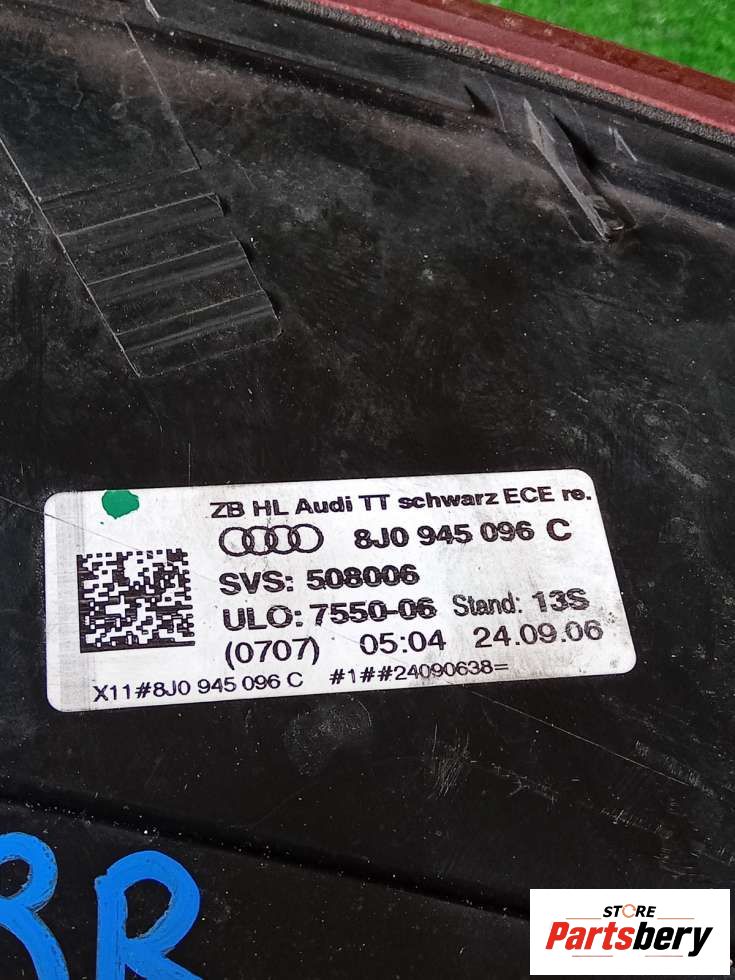 ZB HL Audi TT schwarz ECE re.
8J0 945 096 C
SVS: 508006
ULO: 7550-06 Stand: 13S
(0707) 05:04 24.09.06
X11#8J0 945 096 C #1##24090638=
R
STORE
Partsbery